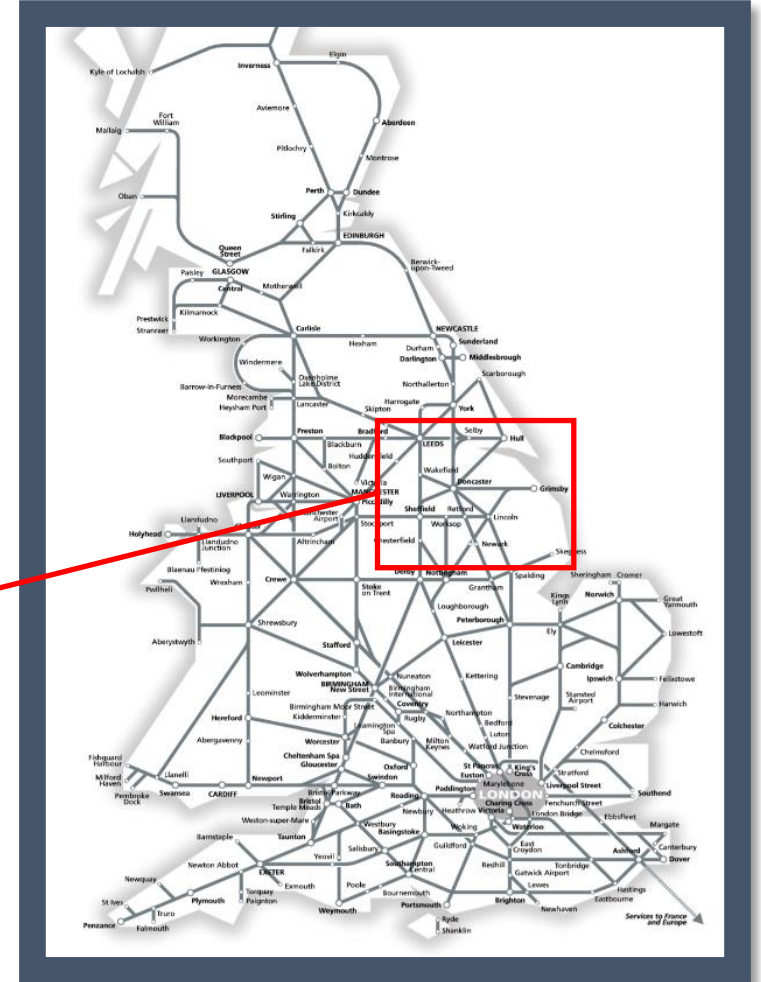 Elgin
Inverness
Kyle of Lochalsh
Aviemore
Fort
William
Aberdeen
Mallaig
Pitlochry
Montrose
Perth
Dundee
Oban
Kirkcaldy
Stirling
EDINBURGH
Queen
Street
Falkirk
Berwick-
upon-Tweed
Paisley
GLASGOW
Central
Motherwell
Prestwick
Kilmarnock
Stranraer
Carlisle
NEWCASTLE
Workington
Hexham
Durham
Sunderland
Darlington
Middlesbrough
Windermere
Scarborough
Oxenholme
Lake District
Northallerton
Barrow-in-Furness
Morecambe
Heysham Port
Lancaster
Harrogate
York
Skipton
Preston
Bradford
Selby
Blackpool
Blackburn
LEEDS
Hull
Southport
Huddersfield
Bolton
Wakefield
Wigan
Victoria
Doncaster
LIVERPOOL
Warrington
MANCHESTER
Piccadilly
Grimsby
Manchester
Airport
Sheffield
Retford
Llandudno
Stockport
Worksop
Lincoln
Holyhead
Llandudno
Junction
Altrincham
Chesterfield
Newark
Skegness
Blaenau Ffestiniog
Derby
Nottingham
Spalding
Sheringham
Cromer
Pwllheli
Wrexham
Crewe
Stoke
on Trent
Grantham
Kings
Lynn
Norwich
Great
Yarmouth
Loughborough
Peterborough
Shrewsbury
Ely
Lowestoft
Aberystwyth
Stafford
Leicester
Wolverhampton
Cambridge
BIRMINGHAM
New Street
Nuneaton
Kettering
Birmingham
International
Ipswich
Felixstowe
Leominster
Stevenage
Stansted
Airport
Birmingham Moor Street
Coventry
Harwich
Hereford
Kidderminster
Rugby
Northampton
Leamington
Spa
Bedford
Colchester
Abergavenny
Worcester
Banbury
Milton
Keynes
Luton
Watford Junction
Chelmsford
Cheltenham Spa
Fishguard
Harbour
Gloucester
Oxford
St Pancras
King's
Cross
Euston
Stratford
Milford
Haven
Llanelli
Newport
Swindon
Marylebone
Liverpool Street
Pembroke
Dock
Swansea
CARDIFF
Bristol Parkway
Reading
Paddington
LONDON
Southend
Bristol
Temple Meads
Bath
Newbury
Heathrow
Victoria
Charing Cross
Fenchurch Street
Weston-super-Mare
London Bridge
Ebbsfleet
Westbury
Basingstoke
Woking
Waterloo
Margate
Barnstaple
Taunton
Salisbury
Guildford
East
Croydon
Canterbury
Yeovil
Ashford
Dover
Newton Abbot
Southampton
Central
Redhill
Tonbridge
EXETER
Gatwick Airport
Newquay
Exmouth
Poole
Lewes
Hastings
Torquay
Paignton
Bournemouth
Eastbourne
St Ives
Plymouth
Weymouth
Portsmouth
Brighton
Newhaven
Truro
Penzance
Falmouth
Ryde
Shanklin
Services to France
and Europe